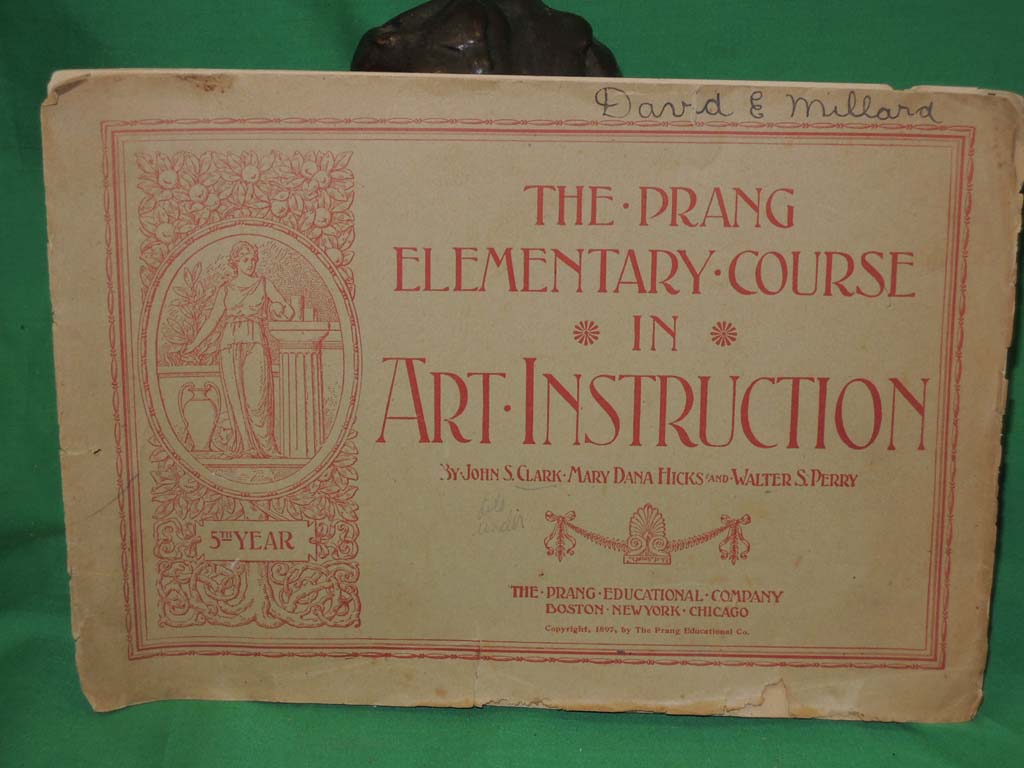 David E Millard
THE · PRANG
ELEMENTARY · COURSE
IN
ART · INSTRUCTION
BY · JOHN S. CLARK · MARY DANA HICKS AND · WALTER S. PERRY
5TH YEAR
THE · PRANG · EDUCATIONAL · COMPANY
BOSTON · NEW YORK · CHICAGO
Copyright, 1897, by The Prang Educational Co.